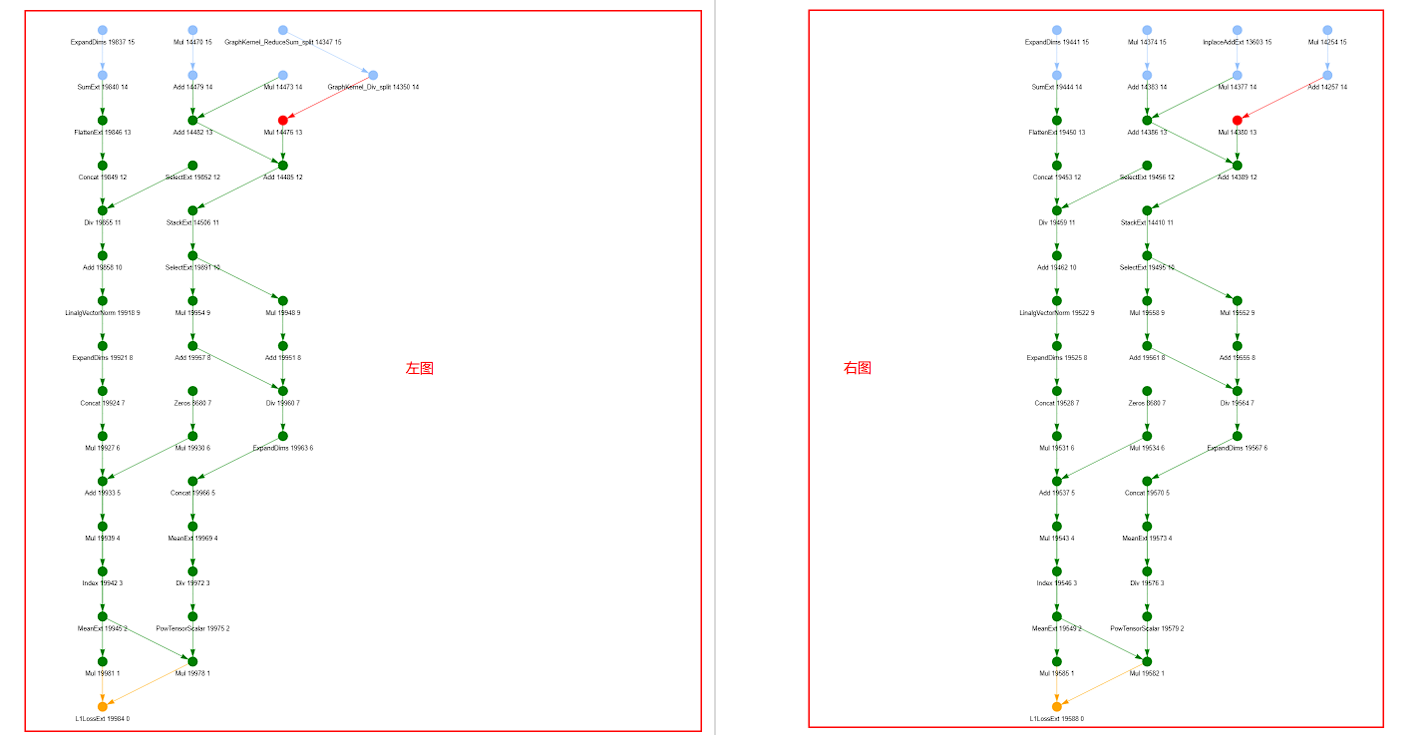 ExpandDims 19837 15
Mul 14470 15
GraphKernel_ReduceSum_split 14347 15
SumExt 19840 14
Add 14479 14
Mul 14473 14
GraphKernel_Div_split 14350 14
FlattenExt 19846 13
Add 14482 13
Mul 14476 13
Concat 19849 12
SelectExt 19852 12
Add 14485 12
Div 19855 11
StackExt 14506 11
Add 19858 10
SelectExt 19891 10
LinalgVectorNorm 19918 9
Mul 19954 9
Mul 19948 9
ExpandDims 19921 8
Add 19957 8
Add 19951 8
左图
Concat 19924 7
Zeros 8680 7
Div 19960 7
Mul 19927 6
Mul 19930 6
ExpandDims 19963 6
Add 19933 5
Concat 19966 5
Mul 19939 4
MeanExt 19969 4
Index 19942 3
Div 19972 3
MeanExt 19945 2
PowTensorScalar 19975 2
Mul 19981 1
Mul 19978 1
L1LossExt 19984 0
ExpandDims 19441 15
Mul 14374 15
InplaceAddExt 13603 15
Mul 14254 15
SumExt 19444 14
Add 14383 14
Mul 14377 14
Add 14257 14
FlattenExt 19450 13
Add 14386 13
Mul 14380 13
Concat 19453 12
SelectExt 19456 12
Add 14389 12
Div 19459 11
StackExt 14410 11
Add 19462 10
SelectExt 19495 10
LinalgVectorNorm 19522 9
Mul 19558 9
Mul 19552 9
ExpandDims 19525 8
Add 19561 8
Add 19555 8
右图
Concat 19528 7
Zeros 8680 7
Div 19564 7
Mul 19531 6
Mul 19534 6
ExpandDims 19567 6
Add 19537 5
Concat 19570 5
Mul 19543 4
MeanExt 19573 4
Index 19546 3
Div 19576 3
MeanExt 19549 2
PowTensorScalar 19579 2
Mul 19585 1
Mul 19582 1
L1LossExt 19588 0